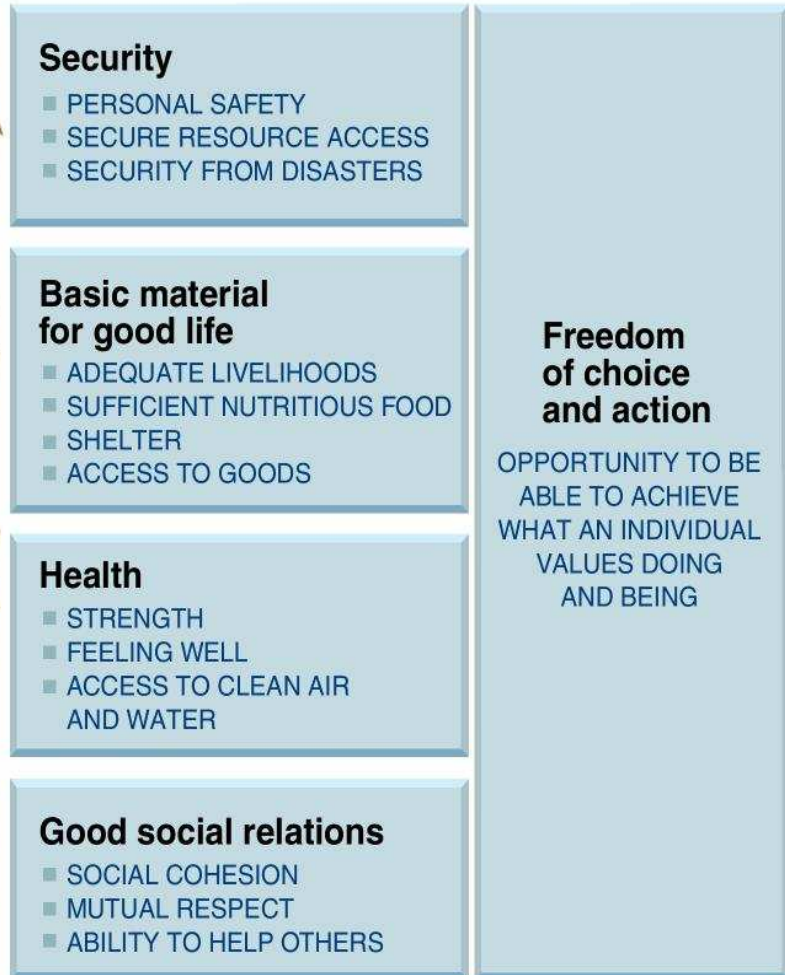 Security
PERSONAL SAFETY
SECURE RESOURCE ACCESS
SECURITY FROM DISASTERS
Basic material
for good life
ADEQUATE LIVELIHOODS
SUFFICIENT NUTRITIOUS FOOD
SHELTER
ACCESS TO GOODS
Health
STRENGTH
FEELING WELL
ACCESS TO CLEAN AIR
AND WATER
Good social relations
SOCIAL COHESION
MUTUAL RESPECT
ABILITY TO HELP OTHERS
Freedom
of choice
and action
OPPORTUNITY TO BE
ABLE TO ACHIEVE
WHAT AN INDIVIDUAL
VALUES DOING
AND BEING